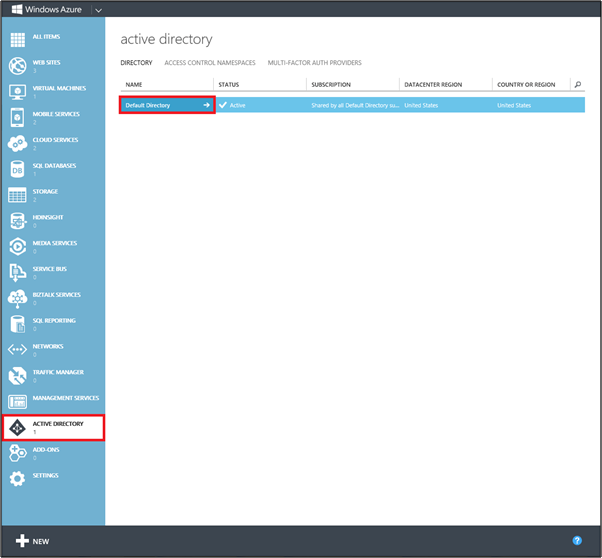 Windows Azure
ALL ITEMS
WEB SITES
3
VIRTUAL MACHINES
2
MOBILE SERVICES
2
CLOUD SERVICES
2
SQL DATABASES
1
STORAGE
2
HDINSIGHT
0
MEDIA SERVICES
0
SERVICE BUS
0
BIZTALK SERVICES
0
SQL REPORTING
0
NETWORKS
0
TRAFFIC MANAGER
0
MANAGEMENT SERVICES
ACTIVE DIRECTORY
1
ADD-ONS
0
SETTINGS
active directory
DIRECTORY ACCESS CONTROL NAMESPACES MULTI-FACTOR AUTH PROVIDERS
NAME STATUS SUBSCRIPTION DATACENTER REGION COUNTRY OR REGION
Default Directory Active Shared by all Default Directory su... United States United States
NEW
?